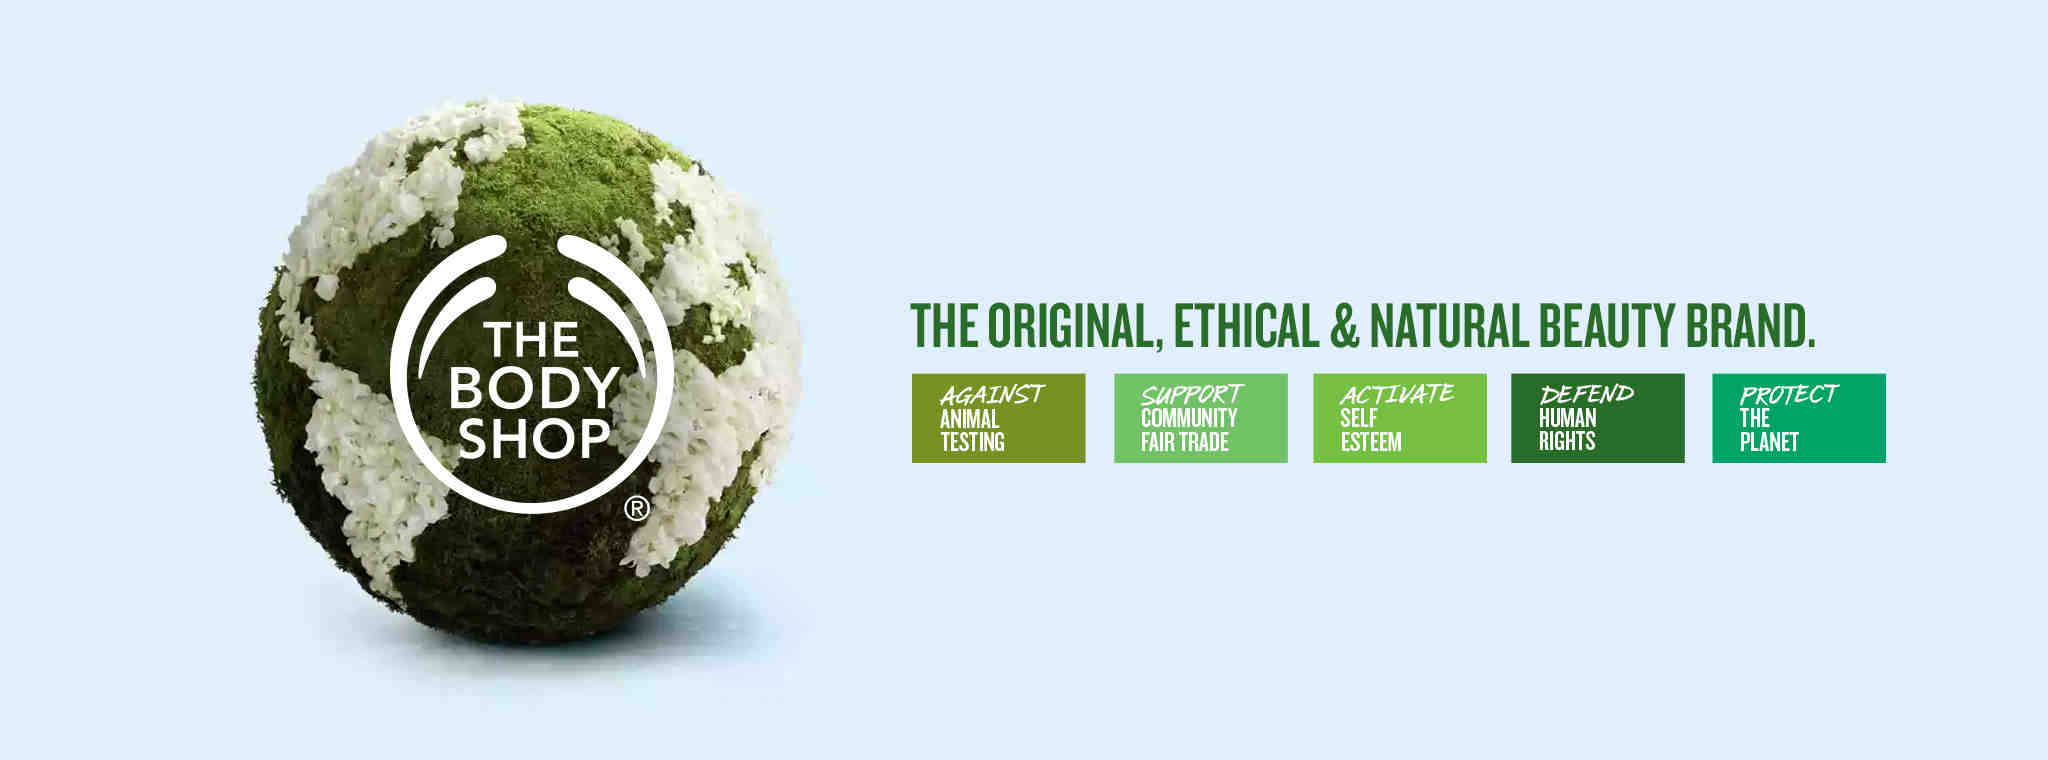 THE
BODY
SHOP
®
THE ORIGINAL, ETHICAL & NATURAL BEAUTY BRAND.
AGAINST
ANIMAL
TESTING
SUPPORT
COMMUNITY
FAIR TRADE
ACTIVATE
SELF
ESTEEM
DEFEND
HUMAN
RIGHTS
PROTECT
THE
PLANET